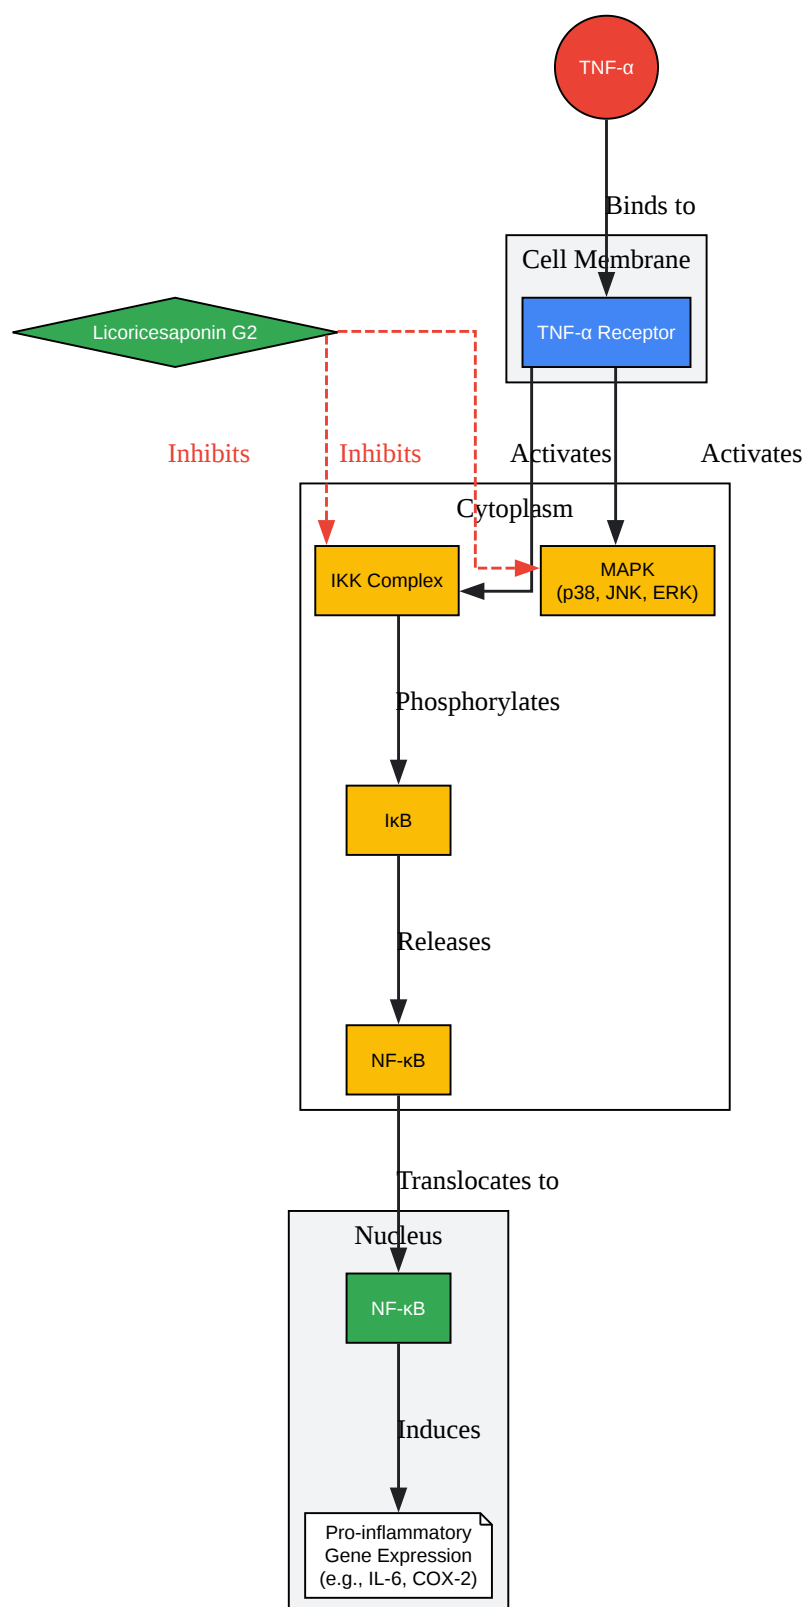 TNF-α
Binds to
Cell Membrane
Licoricesaponin G2
TNF-α Receptor
Inhibits
Inhibits
Activates
Activates
Cytoplasm
IKK Complex
MAPK
(p38, JNK, ERK)
Phosphorylates
IκB
Releases
NF-κB
Translocates to
Nucleus
NF-κB
Induces
Pro-inflammatory
Gene Expression
(e.g., IL-6, COX-2)